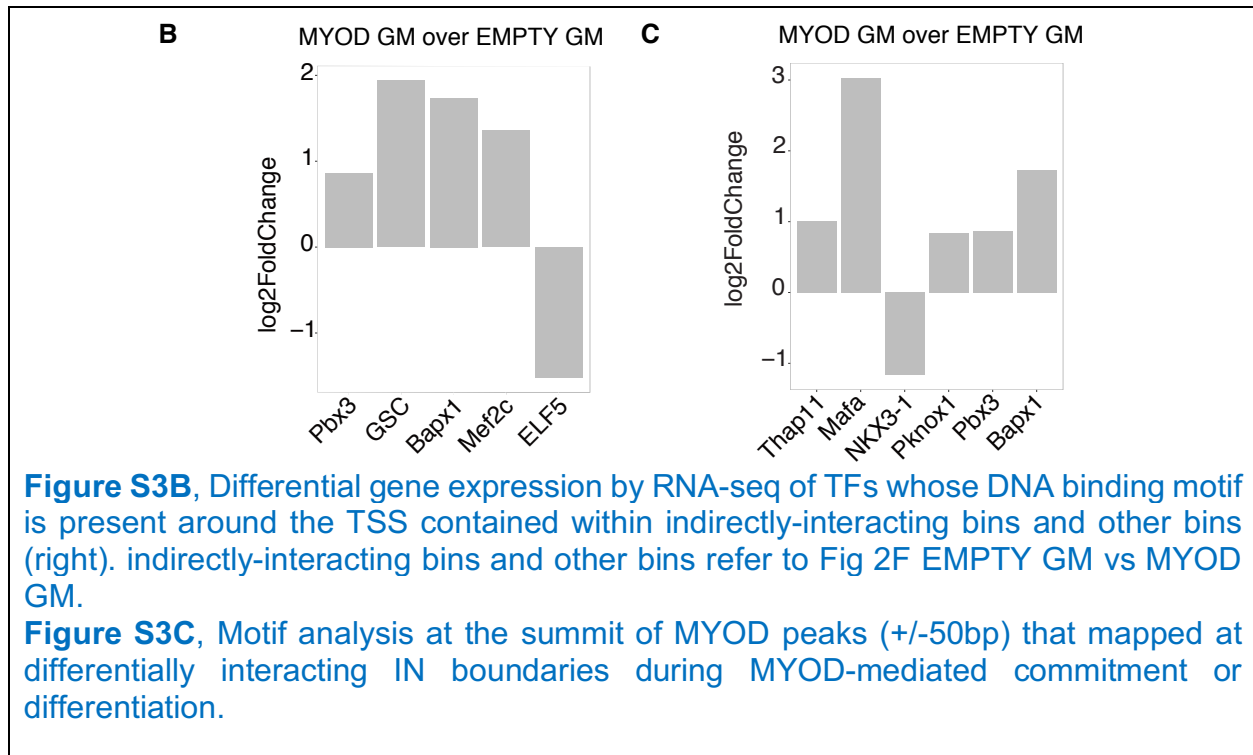 B
MYOD GM over EMPTY GM
2
1
0
−1
log2FoldChange
Pbx3
GSC
Bapx1
Mef2c
ELF5
C
MYOD GM over EMPTY GM
3
2
1
0
−1
log2FoldChange
Thap11
Mafa
NKX3-1
Pknox1
Pbx3
Bapx1
Figure S3B, Differential gene expression by RNA-seq of TFs whose DNA binding motif
is present around the TSS contained within indirectly-interacting bins and other bins
(right). indirectly-interacting bins and other bins refer to Fig 2F EMPTY GM vs MYOD
GM.
Figure S3C, Motif analysis at the summit of MYOD peaks (+/-50bp) that mapped at
differentially interacting IN boundaries during MYOD-mediated commitment or
differentiation.